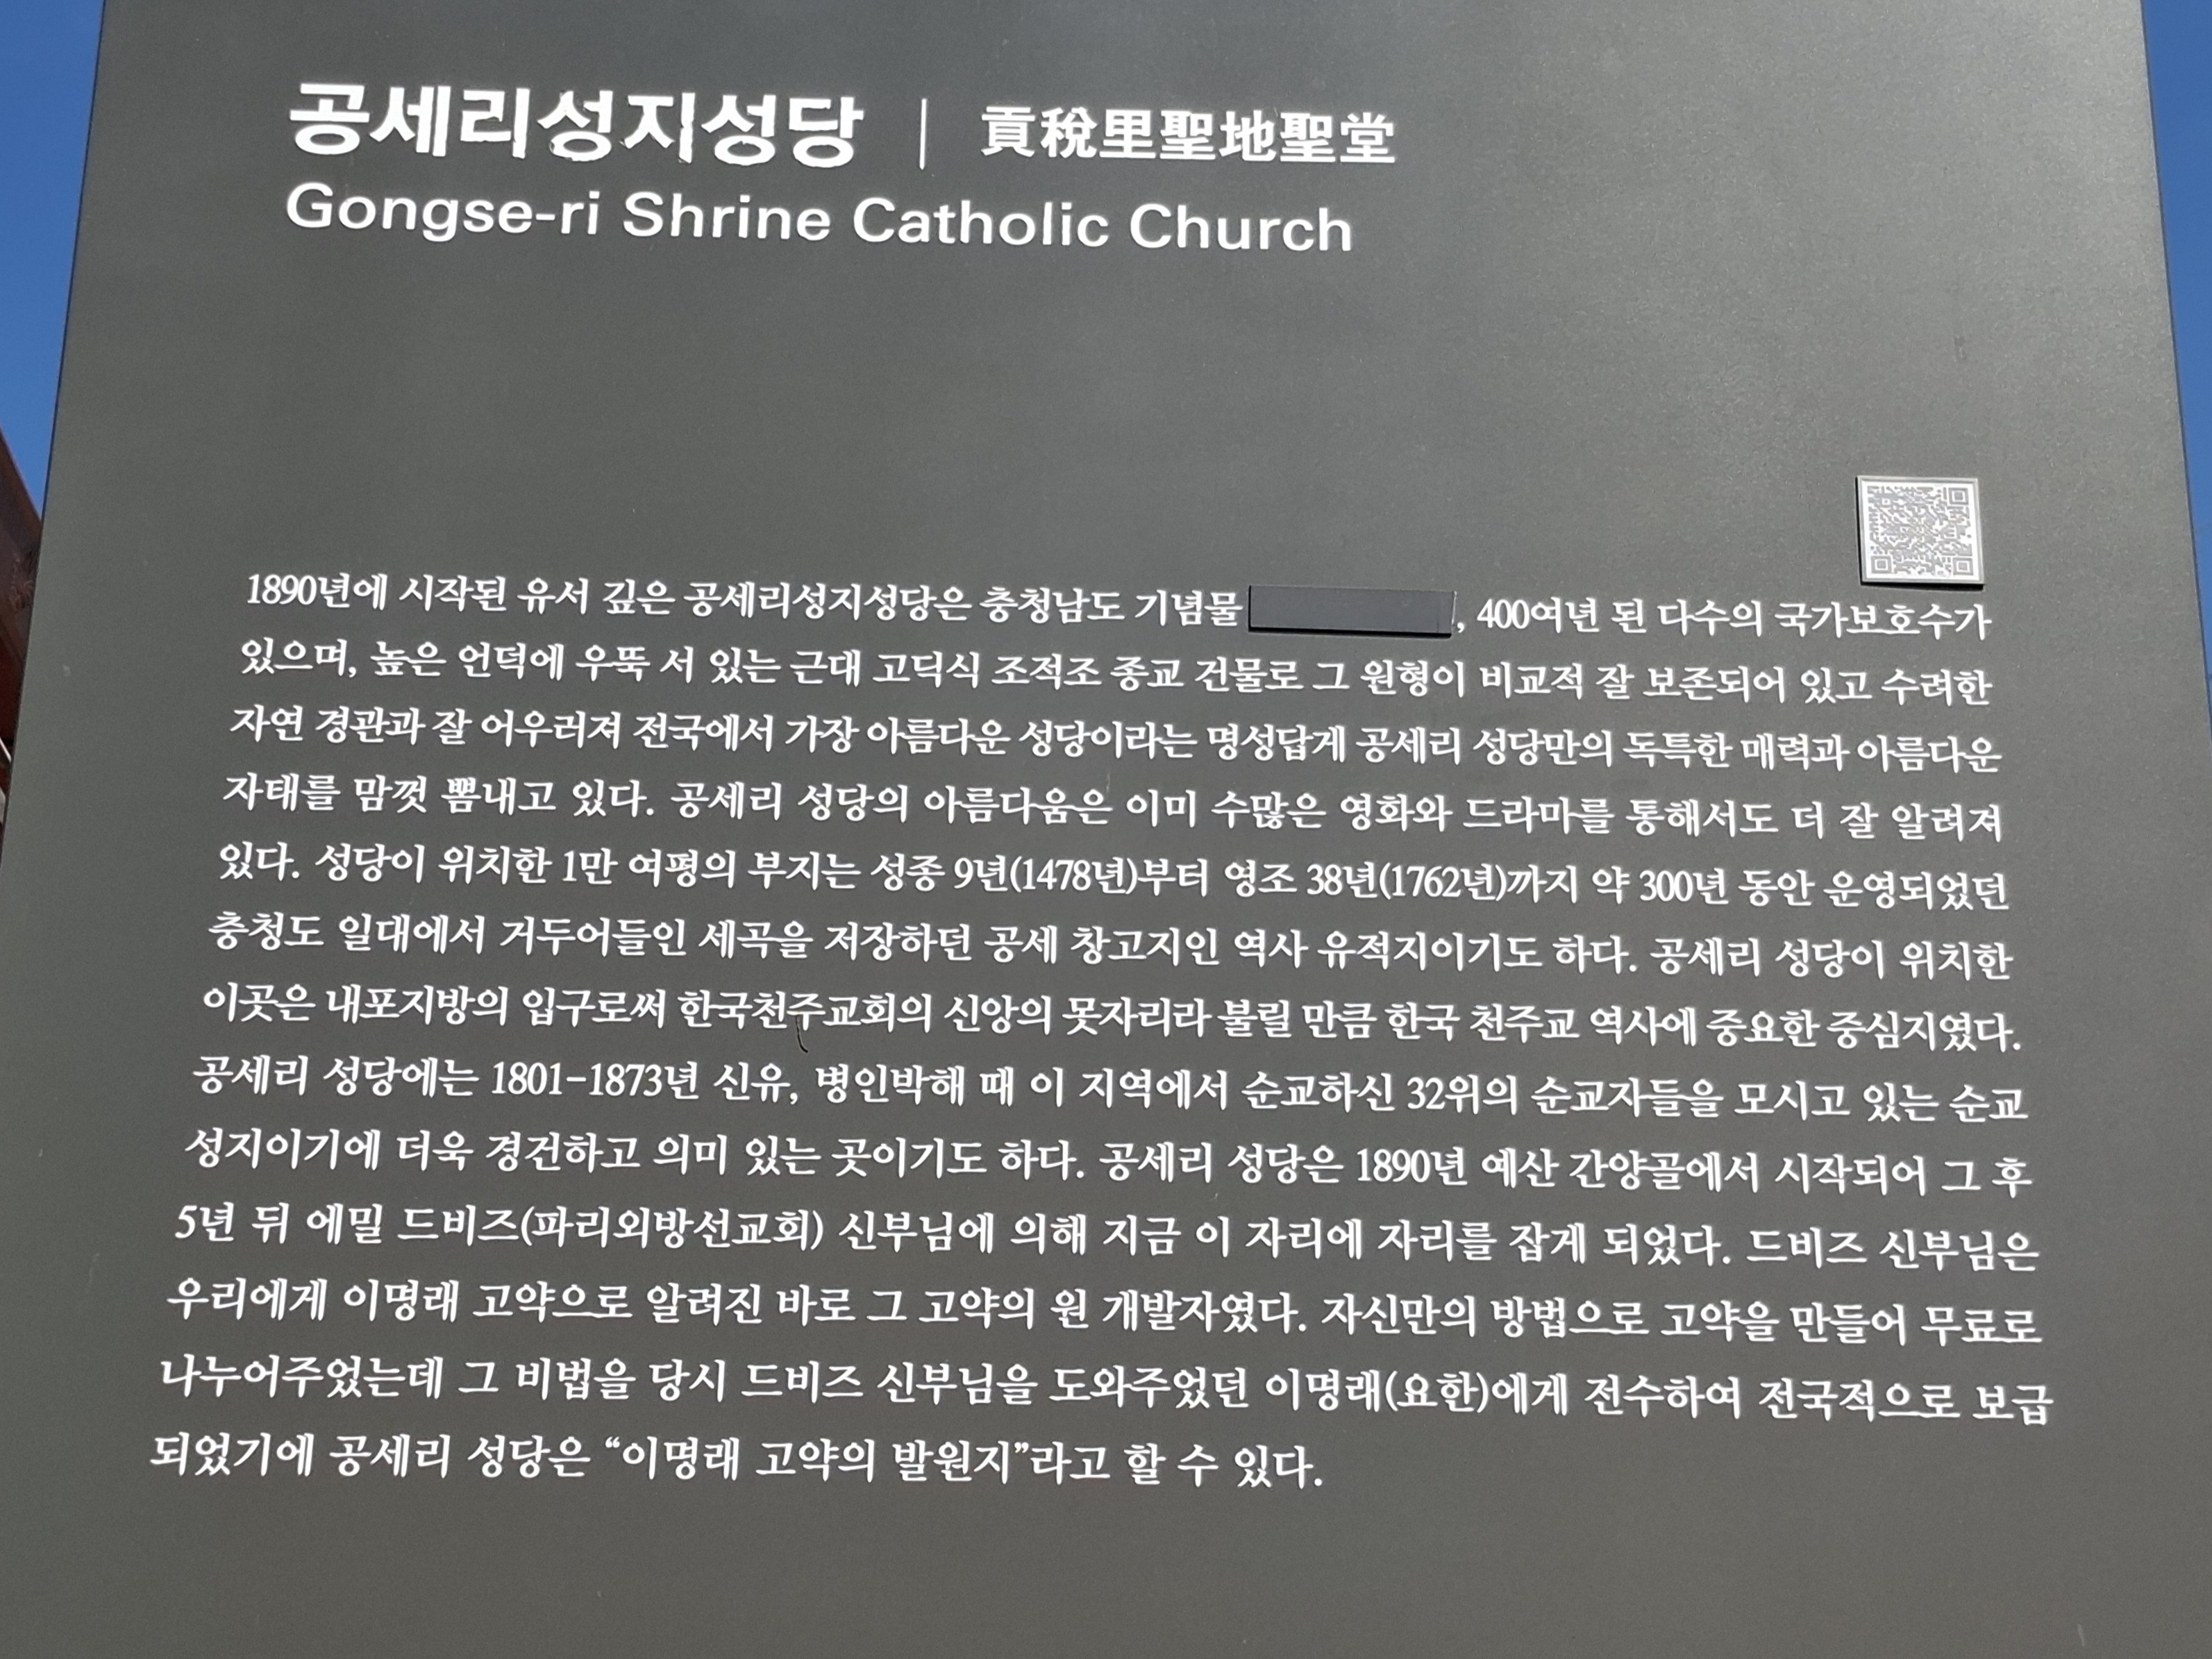 공세리성지성당 | 貢稅里聖地聖堂
Gongse-ri Shrine Catholic Church
1890년에 시작된 유서 깊은 공세리성지성당은 충청남도 기념물 , 400여년 된 다수의 국가보호수가
있으며, 높은 언덕에 우뚝 서 있는 근대 고딕식 조적조 종교 건물로 그 원형이 비교적 잘 보존되어 있고 수려한
자연 경관과 잘 어우러져 전국에서 가장 아름다운 성당이라는 명성답게 공세리 성당만의 독특한 매력과 아름다운
자태를 맘껏 뽐내고 있다. 공세리 성당의 아름다움은 이미 수많은 영화와 드라마를 통해서도 더 잘 알려져
있다. 성당이 위치한 1만 여평의 부지는 성종 9년(1478년)부터 영조 38년(1762년)까지 약 300년 동안 운영되었던
충청도 일대에서 거두어들인 세곡을 저장하던 공세 창고지인 역사 유적지이기도 하다. 공세리 성당이 위치한
이곳은 내포지방의 입구로써 한국천주교회의 신앙의 못자리라 불릴 만큼 한국 천주교 역사에 중요한 중심지였다.
공세리 성당에는 1801-1873년 신유, 병인박해 때 이 지역에서 순교하신 32위의 순교자들을 모시고 있는 순교
성지이기에 더욱 경건하고 의미 있는 곳이기도 하다. 공세리 성당은 1890년 예산 간양골에서 시작되어 그 후
5년 뒤 에밀 드비즈(파리외방선교회) 신부님에 의해 지금 이 자리에 자리를 잡게 되었다. 드비즈 신부님은
우리에게 이명래 고약으로 알려진 바로 그 고약의 원 개발자였다. 자신만의 방법으로 고약을 만들어 무료로
나누어주었는데 그 비법을 당시 드비즈 신부님을 도와주었던 이명래(요한)에게 전수하여 전국적으로 보급
되었기에 공세리 성당은 “이명래 고약의 발원지”라고 할 수 있다.